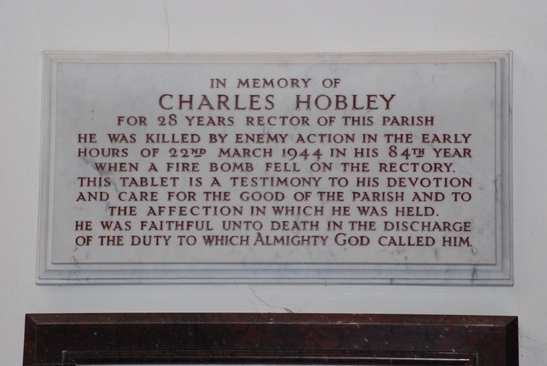 IN MEMORY OF
CHARLES HOBLEY
FOR 28 YEARS RECTOR OF THIS PARISH
HE WAS KILLED BY ENEMY ACTION IN THE EARLY
HOURS OF 22ND MARCH 1944 IN HIS 84TH YEAR
WHEN A FIRE BOMB FELL ON THE RECTORY.
THIS TABLET IS A TESTIMONY TO HIS DEVOTION
AND CARE FOR THE GOOD OF THE PARISH AND TO
THE AFFECTION IN WHICH HE WAS HELD.
HE WAS FAITHFUL UNTO DEATH IN THE DISCHARGE
OF THE DUTY TO WHICH ALMIGHTY GOD CALLED HIM.